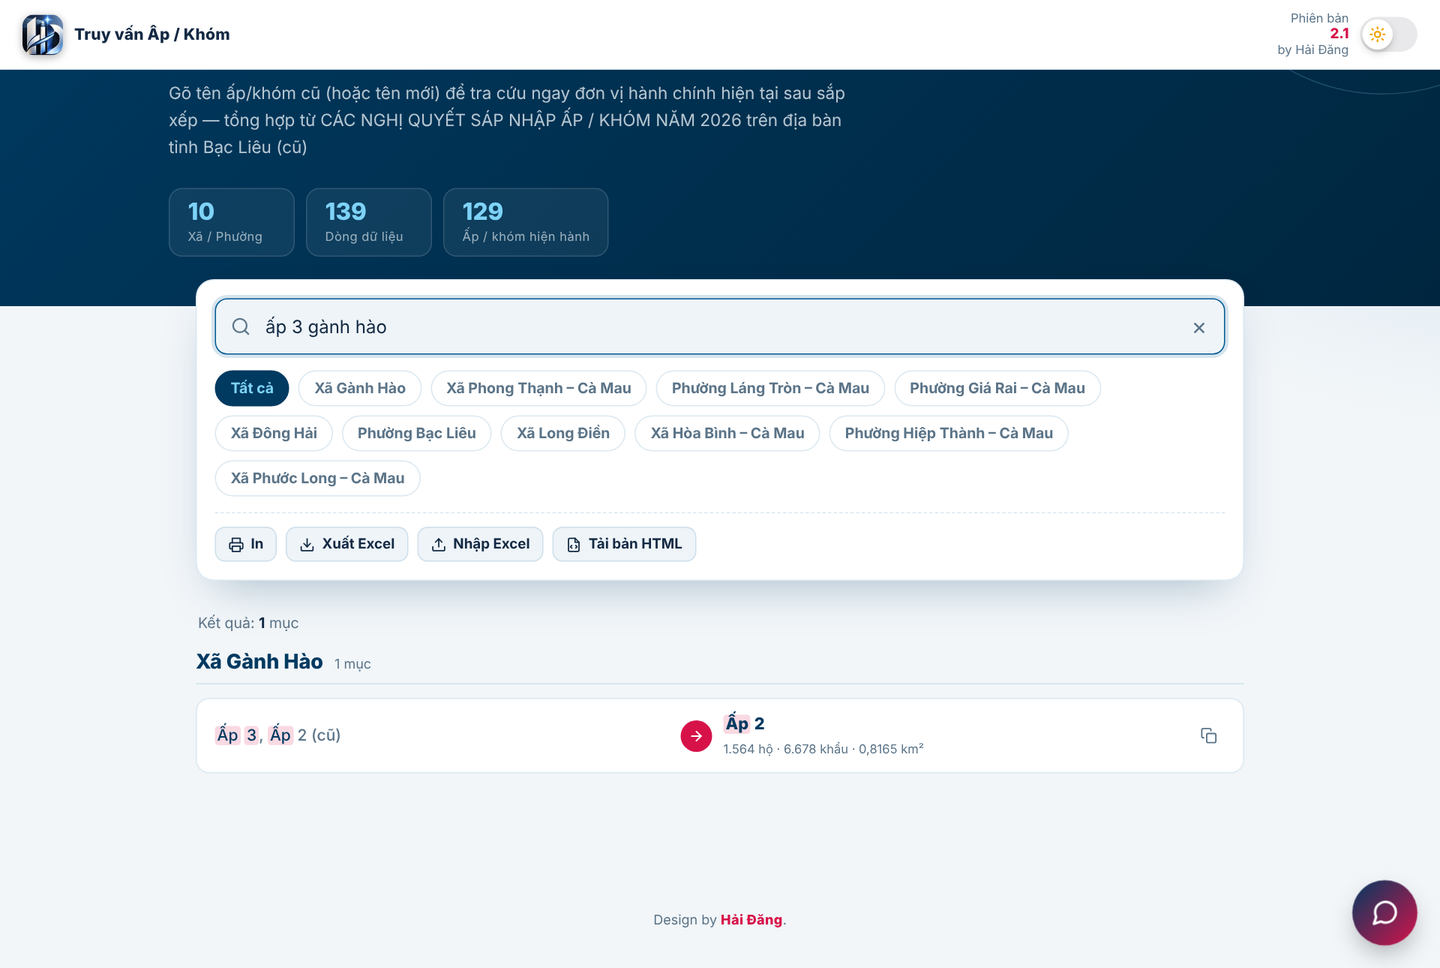 Truy vấn Ấp / Khóm
Phiên bản
2.1
by Hải Đăng
Gõ tên ấp/khóm cũ (hoặc tên mới) để tra cứu ngay đơn vị hành chính hiện tại sau sắp
xếp — tổng hợp từ CÁC NGHỊ QUYẾT SÁP NHẬP ẤP / KHÓM NĂM 2026 trên địa bàn
tỉnh Bạc Liêu (cũ)
10
Xã / Phường
139
Dòng dữ liệu
129
Ấp / khóm hiện hành
ấp 3 gành hào
Tất cả
Xã Gành Hào
Xã Phong Thạnh – Cà Mau
Phường Láng Tròn – Cà Mau
Phường Giá Rai – Cà Mau
Xã Đông Hải
Phường Bạc Liêu
Xã Long Điền
Xã Hòa Bình – Cà Mau
Phường Hiệp Thành – Cà Mau
Xã Phước Long – Cà Mau
In
Xuất Excel
Nhập Excel
Tải bản HTML
Kết quả: 1 mục
Xã Gành Hào 1 mục
Ấp 3, Ấp 2 (cũ)
Ấp 2
1.564 hộ · 6.678 khẩu · 0,8165 km²
Design by Hải Đăng.